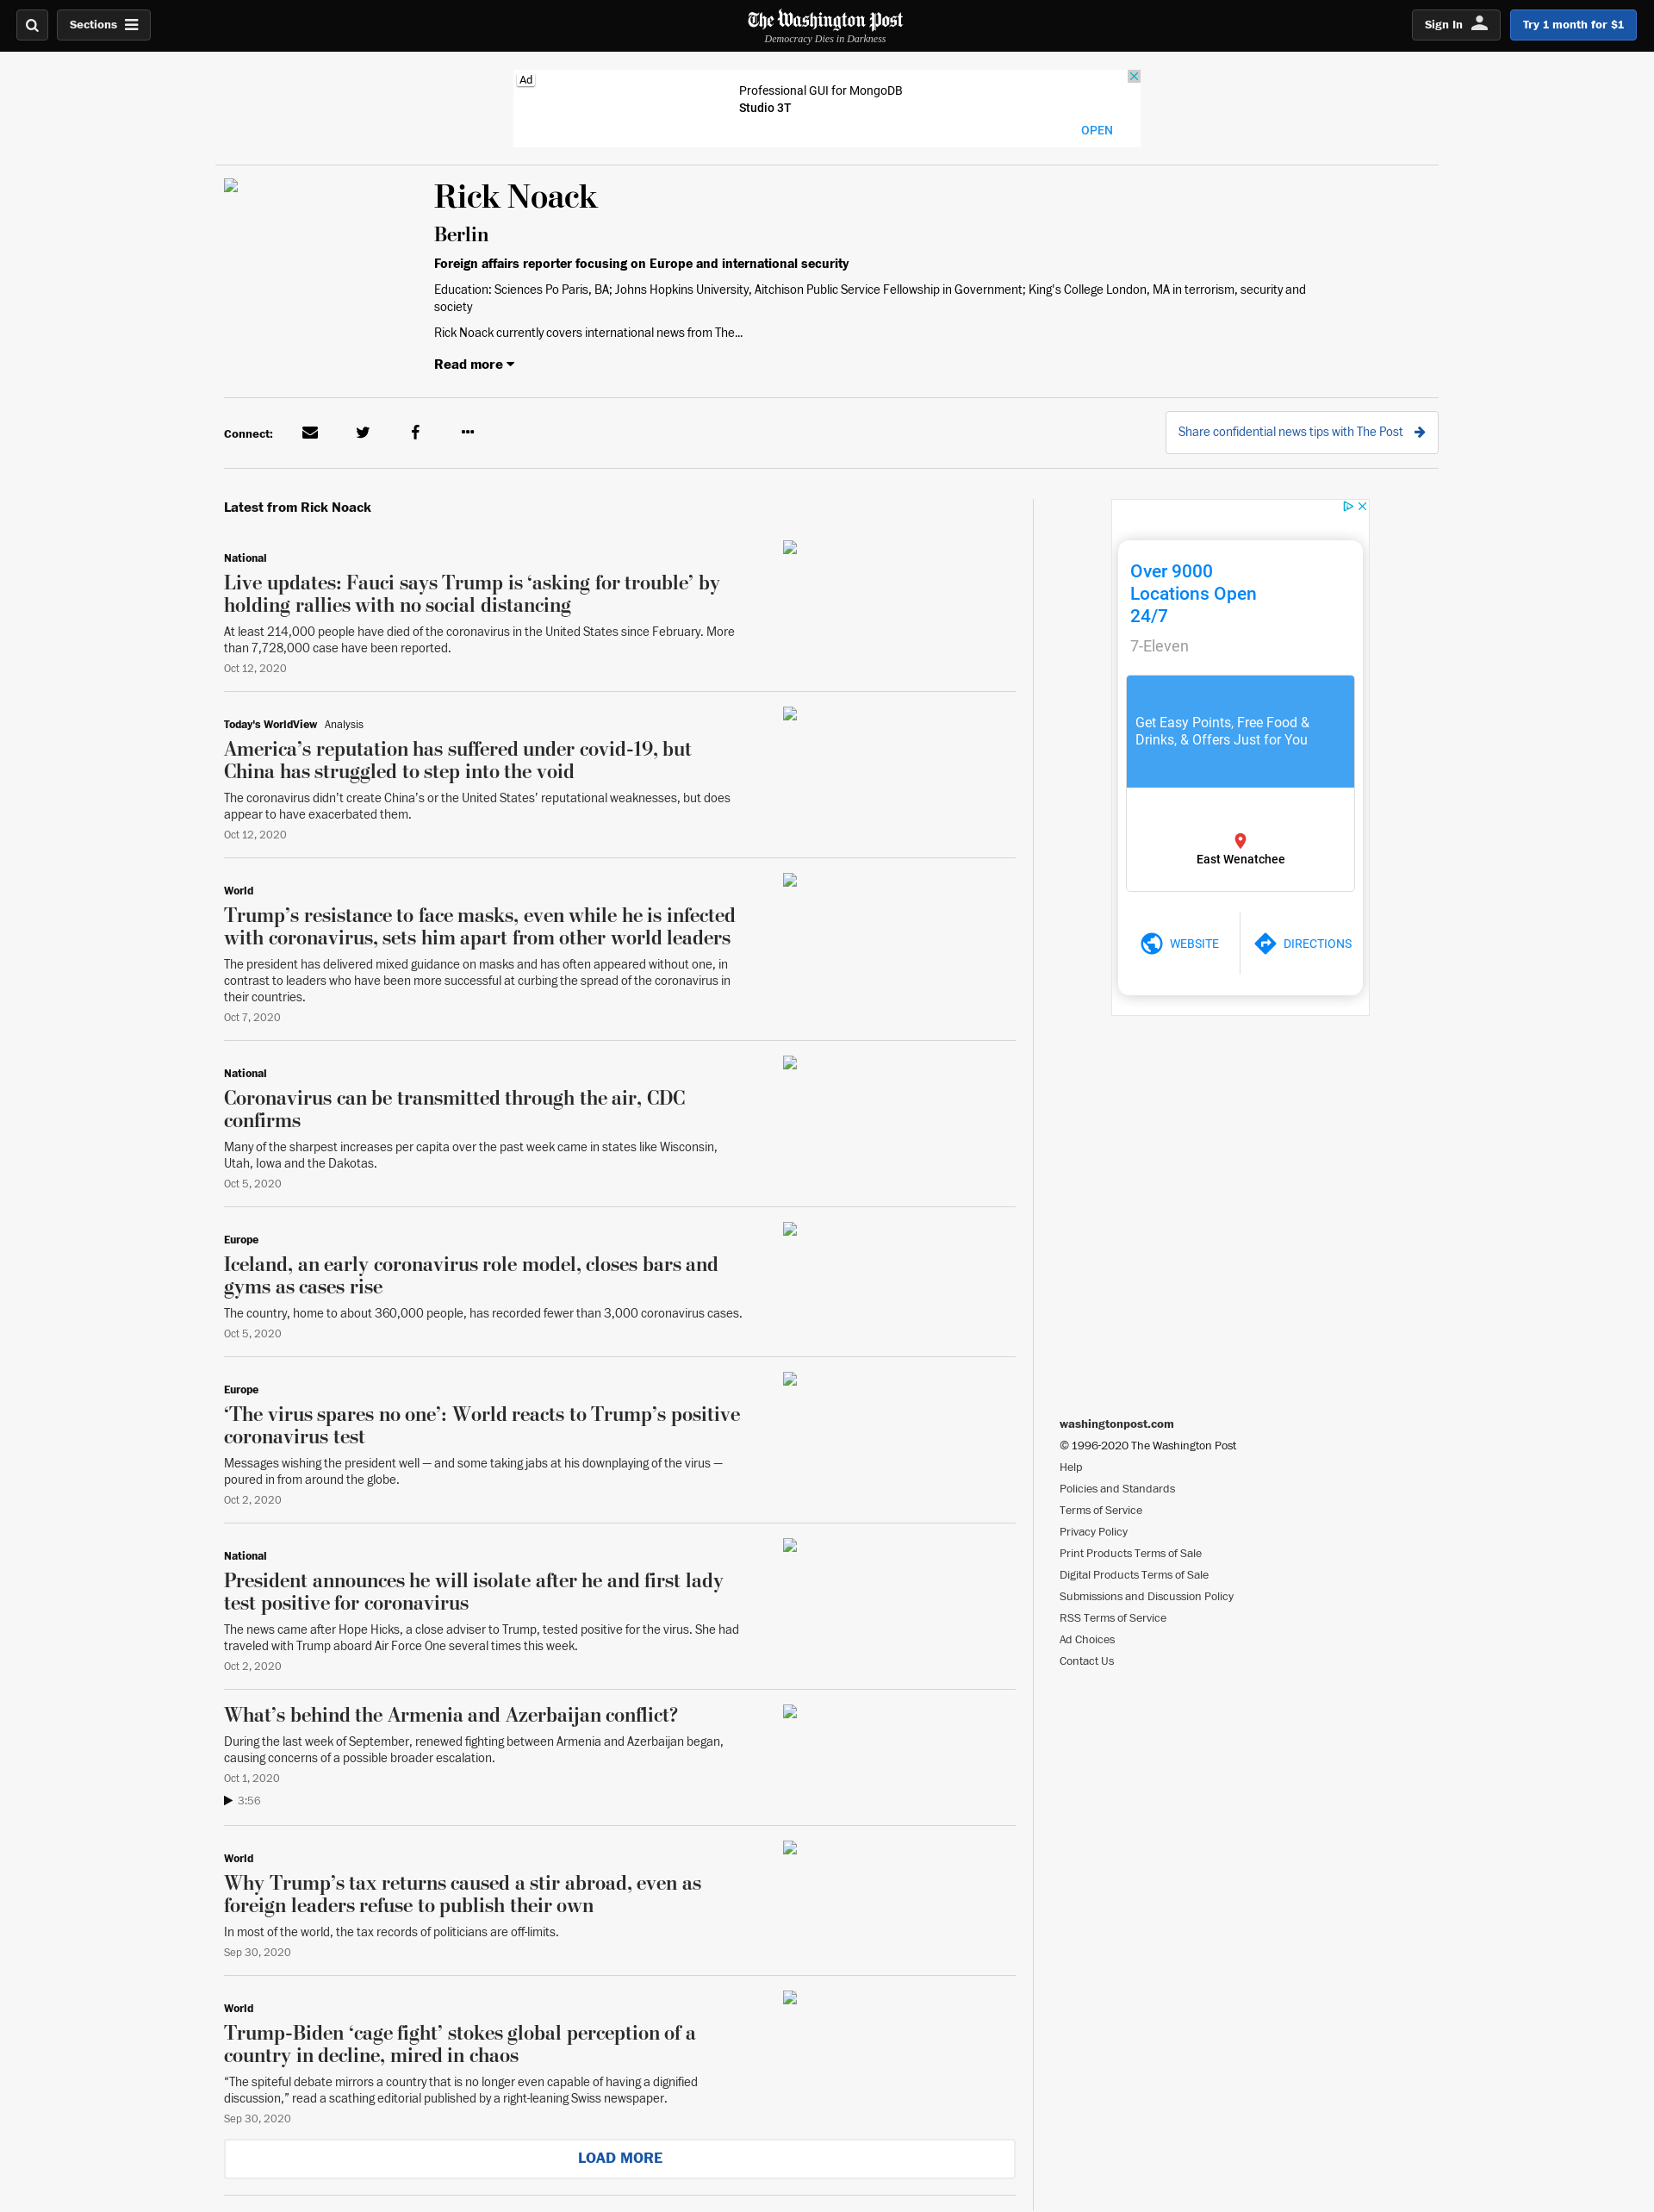 Sections
The Washington Post
Democracy Dies in Darkness
Sign In
Try 1 month for $1
Ad
Professional GUI for MongoDB
Studio 3T
OPEN
Rick Noack
Berlin
Foreign affairs reporter focusing on Europe and international security
Education: Sciences Po Paris, BA; Johns Hopkins University, Aitchison Public Service Fellowship in Government; King's College London, MA in terrorism, security and
society
Rick Noack currently covers international news from The...
Read more
Connect:
Share confidential news tips with The Post
Latest from Rick Noack
National
Live updates: Fauci says Trump is ‘asking for trouble’ by
holding rallies with no social distancing
At least 214,000 people have died of the coronavirus in the United States since February. More
than 7,728,000 case have been reported.
Oct 12, 2020
Today's WorldView Analysis
America’s reputation has suffered under covid-19, but
China has struggled to step into the void
The coronavirus didn’t create China’s or the United States’ reputational weaknesses, but does
appear to have exacerbated them.
Oct 12, 2020
World
Trump’s resistance to face masks, even while he is infected
with coronavirus, sets him apart from other world leaders
The president has delivered mixed guidance on masks and has often appeared without one, in
contrast to leaders who have been more successful at curbing the spread of the coronavirus in
their countries.
Oct 7, 2020
National
Coronavirus can be transmitted through the air, CDC
confirms
Many of the sharpest increases per capita over the past week came in states like Wisconsin,
Utah, Iowa and the Dakotas.
Oct 5, 2020
Europe
Iceland, an early coronavirus role model, closes bars and
gyms as cases rise
The country, home to about 360,000 people, has recorded fewer than 3,000 coronavirus cases.
Oct 5, 2020
Europe
‘The virus spares no one’: World reacts to Trump’s positive
coronavirus test
Messages wishing the president well — and some taking jabs at his downplaying of the virus —
poured in from around the globe.
Oct 2, 2020
National
President announces he will isolate after he and first lady
test positive for coronavirus
The news came after Hope Hicks, a close adviser to Trump, tested positive for the virus. She had
traveled with Trump aboard Air Force One several times this week.
Oct 2, 2020
What’s behind the Armenia and Azerbaijan conflict?
During the last week of September, renewed fighting between Armenia and Azerbaijan began,
causing concerns of a possible broader escalation.
Oct 1, 2020
3:56
World
Why Trump’s tax returns caused a stir abroad, even as
foreign leaders refuse to publish their own
In most of the world, the tax records of politicians are off-limits.
Sep 30, 2020
World
Trump-Biden ‘cage fight’ stokes global perception of a
country in decline, mired in chaos
“The spiteful debate mirrors a country that is no longer even capable of having a dignified
discussion,” read a scathing editorial published by a right-leaning Swiss newspaper.
Sep 30, 2020
LOAD MORE
Over 9000
Locations Open
24/7
7-Eleven
Get Easy Points, Free Food &
Drinks, & Offers Just for You
East Wenatchee
WEBSITE
DIRECTIONS
washingtonpost.com
© 1996-2020 The Washington Post
Help
Policies and Standards
Terms of Service
Privacy Policy
Print Products Terms of Sale
Digital Products Terms of Sale
Submissions and Discussion Policy
RSS Terms of Service
Ad Choices
Contact Us